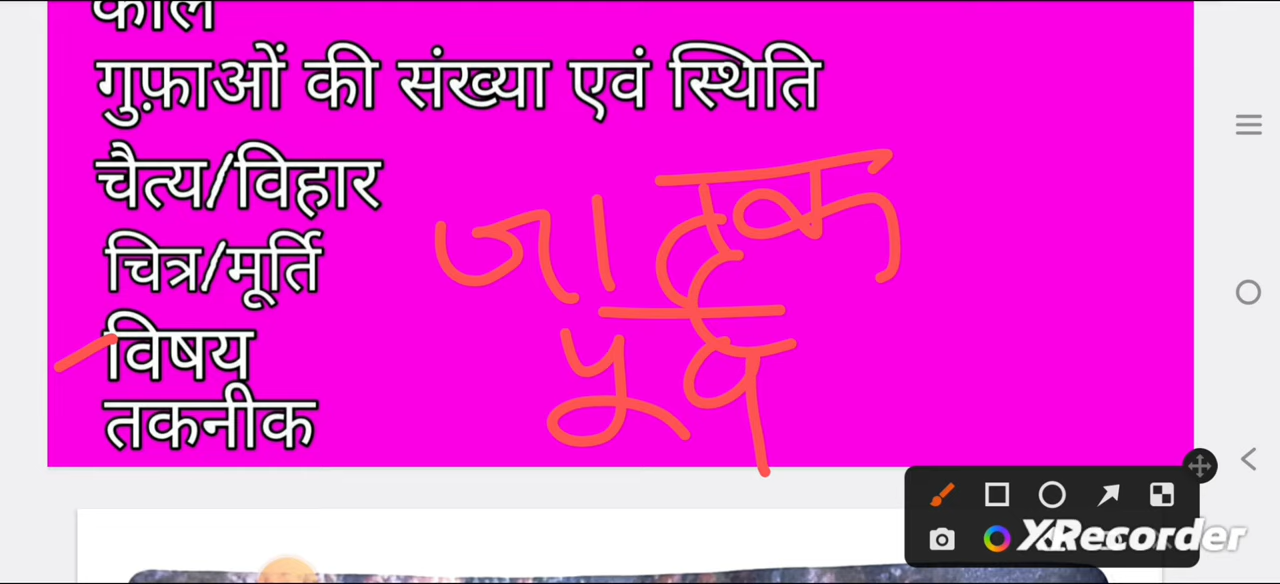 काल
गुफ़ाओं की संख्या एवं स्थिति
चैत्य/विहार
चित्र/मूर्ति
विषय
तकनीक
जातक
XRecorder